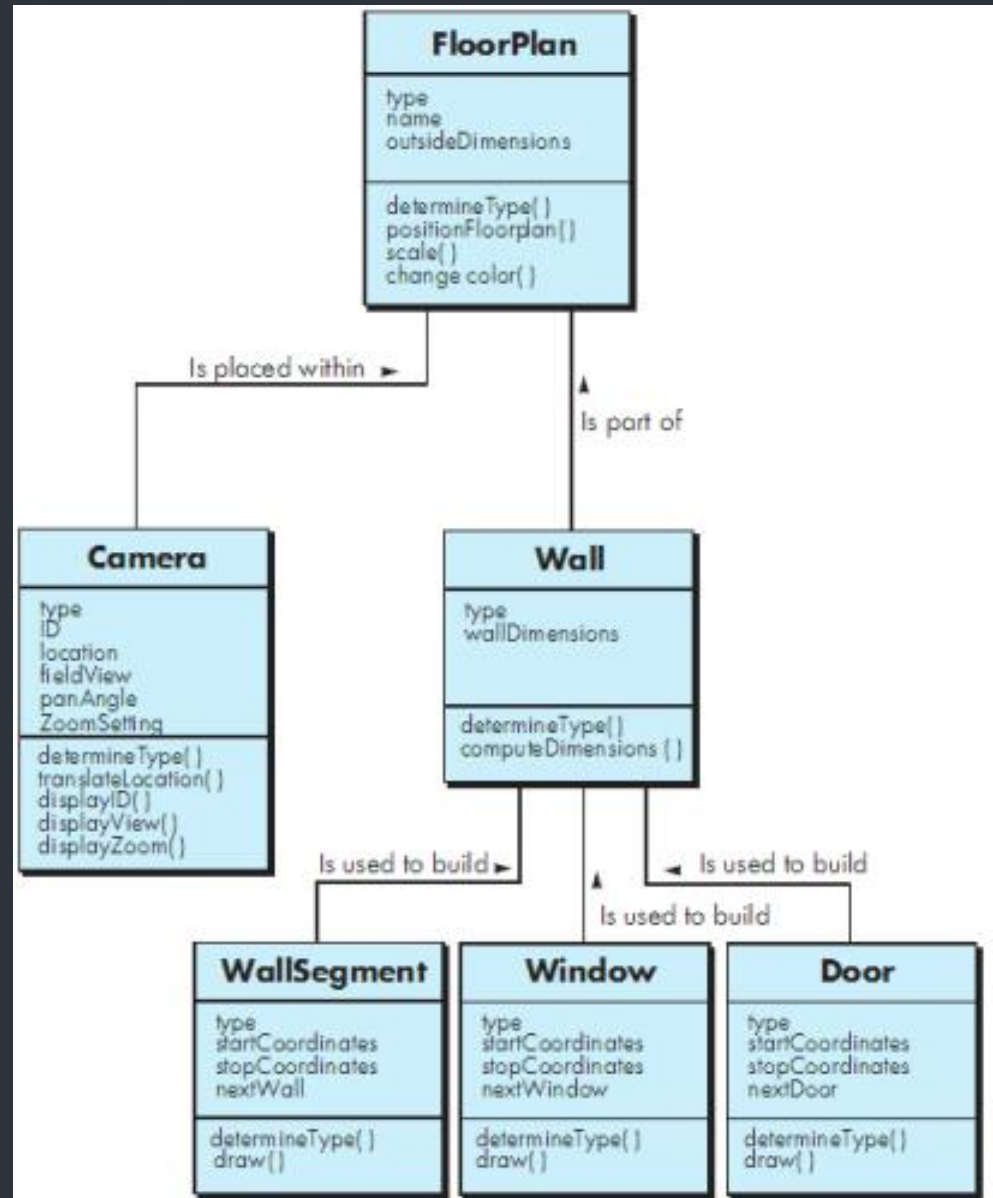 FloorPlan
type
name
outsideDimensions
determineType( )
positionFloorplan( )
scale( )
change color( )
Is placed within ►
▲
Is part of
Camera
type
ID
location
fieldView
panAngle
ZoomSetting
determineType( )
translateLocation( )
displayID( )
displayView( )
displayZoom( )
Wall
type
wallDimensions
determineType( )
computeDimensions ( )
Is used to build ►
▲
Is used to build
◄ Is used to build
WallSegment
type
startCoordinates
stopCoordinates
nextWall
determineType( )
draw( )
Window
type
startCoordinates
stopCoordinates
nextWindow
determineType( )
draw( )
Door
type
startCoordinates
stopCoordinates
nextDoor
determineType( )
draw( )